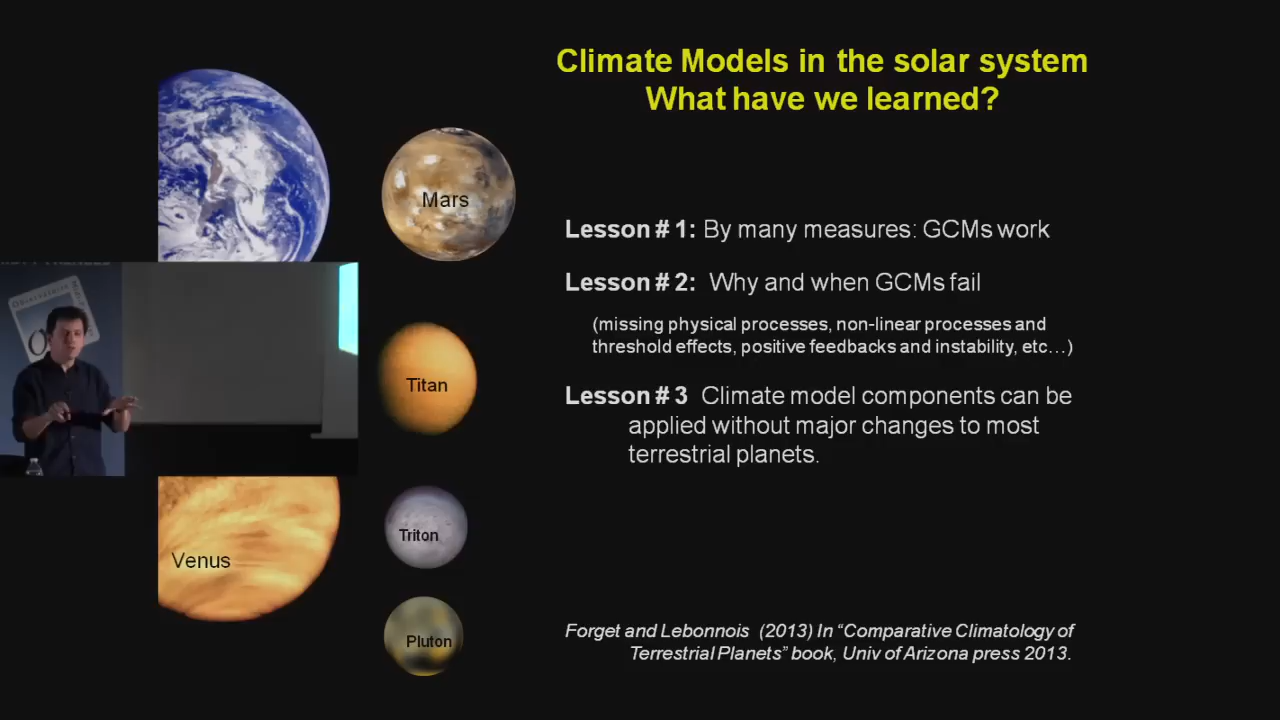 Climate Models in the solar system
What have we learned?
Mars
Lesson # 1: By many measures: GCMs work
Lesson # 2: Why and when GCMs fail
(missing physical processes, non-linear processes and
threshold effects, positive feedbacks and instability, etc…)
Titan
Lesson # 3 Climate model components can be
applied without major changes to most
terrestrial planets.
Triton
Venus
Pluton
Forget and Lebonnois (2013) In “Comparative Climatology of
Terrestrial Planets” book, Univ of Arizona press 2013.